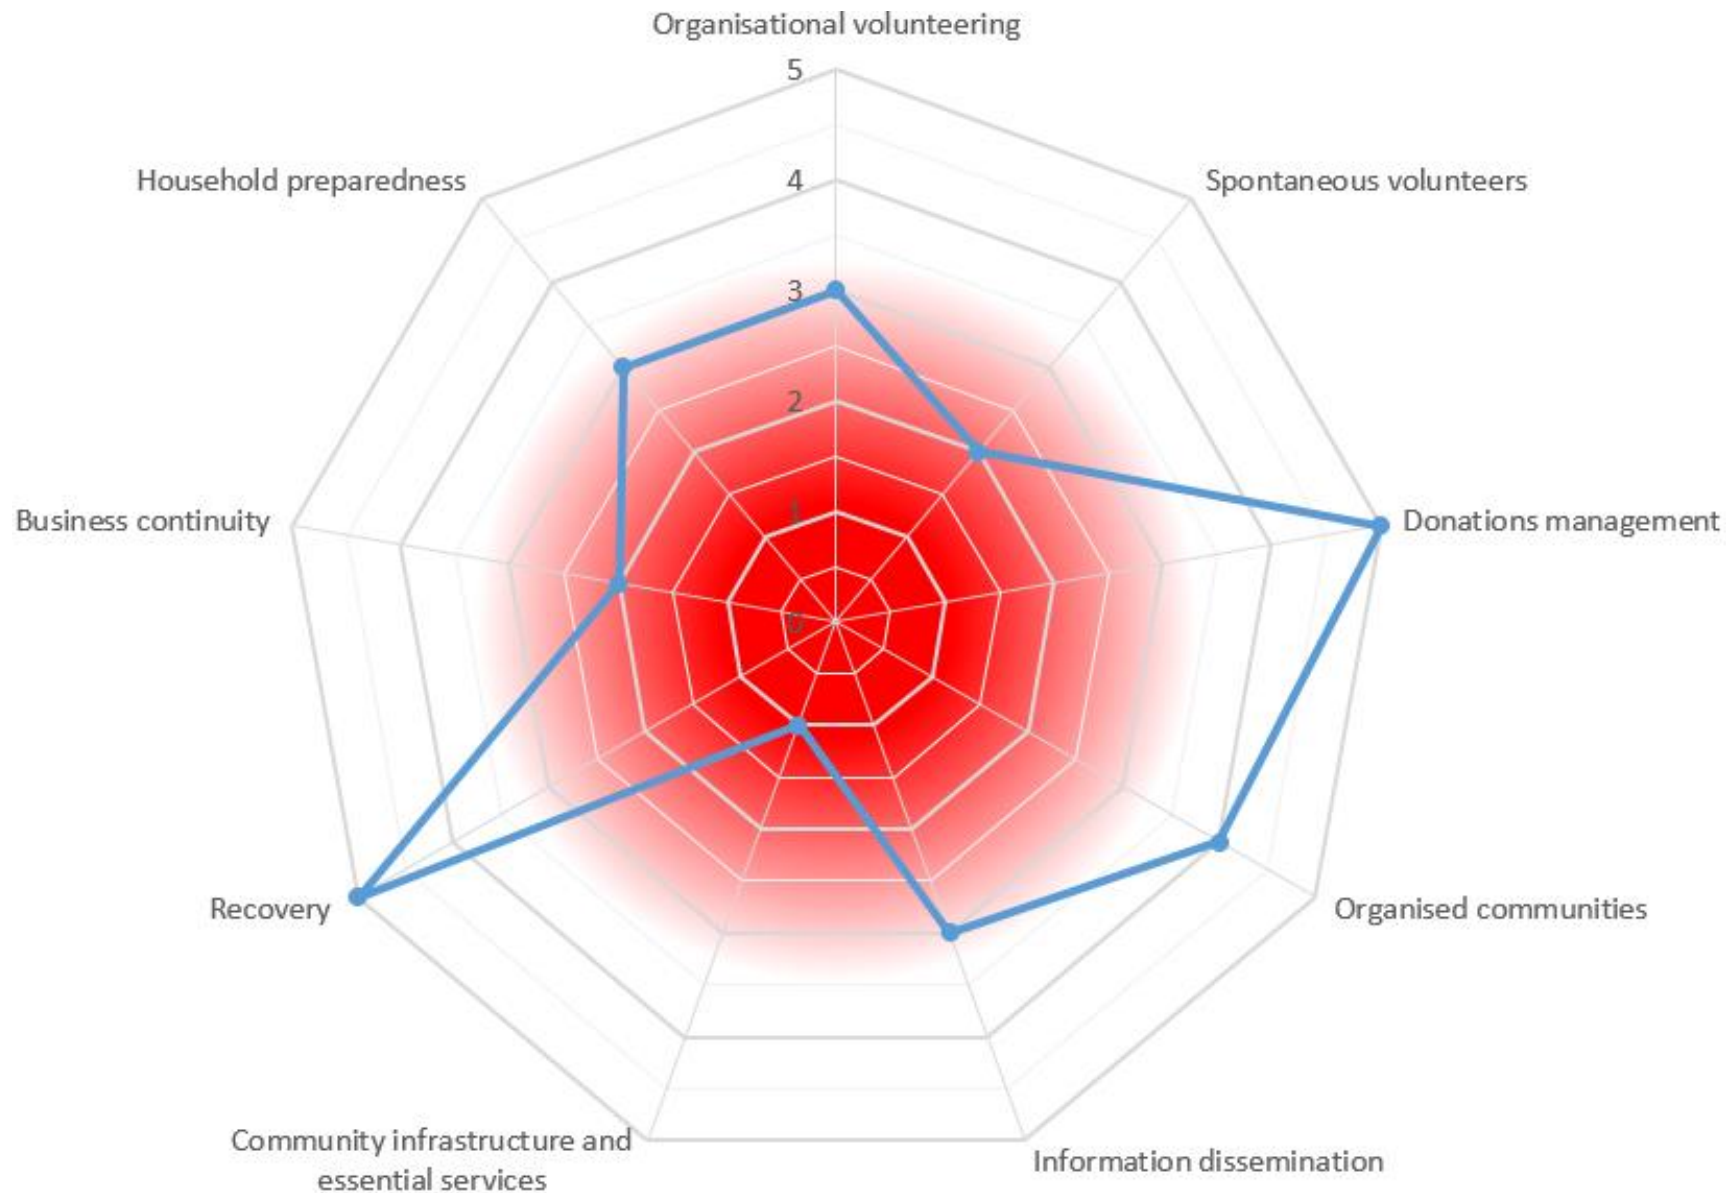 Organisational volunteering
5
Household preparedness
4
Spontaneous volunteers
3
2
1
Business continuity
Donations management
0
Recovery
Organised communities
Community infrastructure and
essential services
Information dissemination